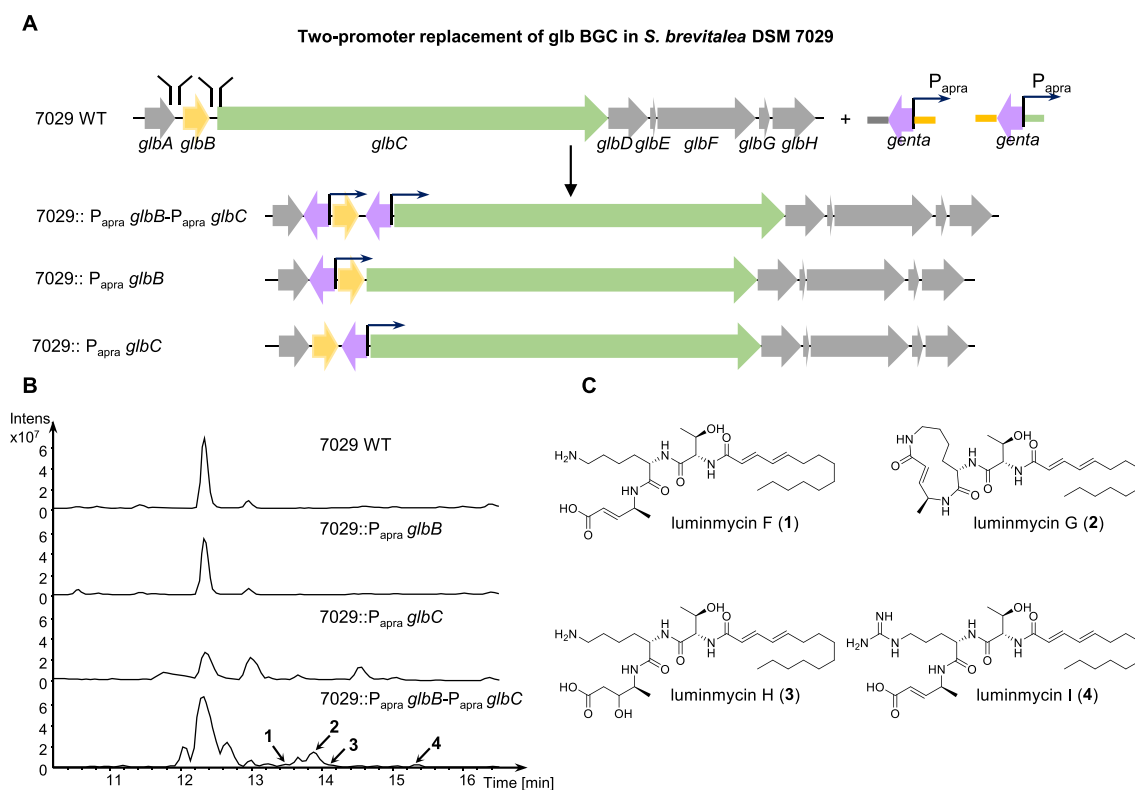 A
Two-promoter replacement of glb BGC in S. brevitalea DSM 7029
7029 WT
glbA
glbB
glbC
glbD
glbE
glbF
glbG
glbH
+
Papra
genta
Papra
genta
7029:: Papra glbB-Papra glbC
7029:: Papra glbB
7029:: Papra glbC
B
Intens
x10⁷
7029 WT
6
4
2
0
7029::Papra glbB
6
4
2
0
7029::Papra glbC
6
4
2
0
7029::Papra glbB-Papra glbC
6
4
2
0
1
2
3
4
11 12 13 14 15 16 Time [min]
C
H₂N
H
N
O
OH
N
H
O
HN
O
HO
O
luminmycin F (1)
HN
O
NH
O
H
N
O
OH
N
H
O
luminmycin G (2)
H₂N
H
N
O
OH
N
H
O
HN
O
HO
O
OH
luminmycin H (3)
NH
H₂N
N
H
H
N
O
OH
N
H
O
HN
O
HO
O
luminmycin I (4)